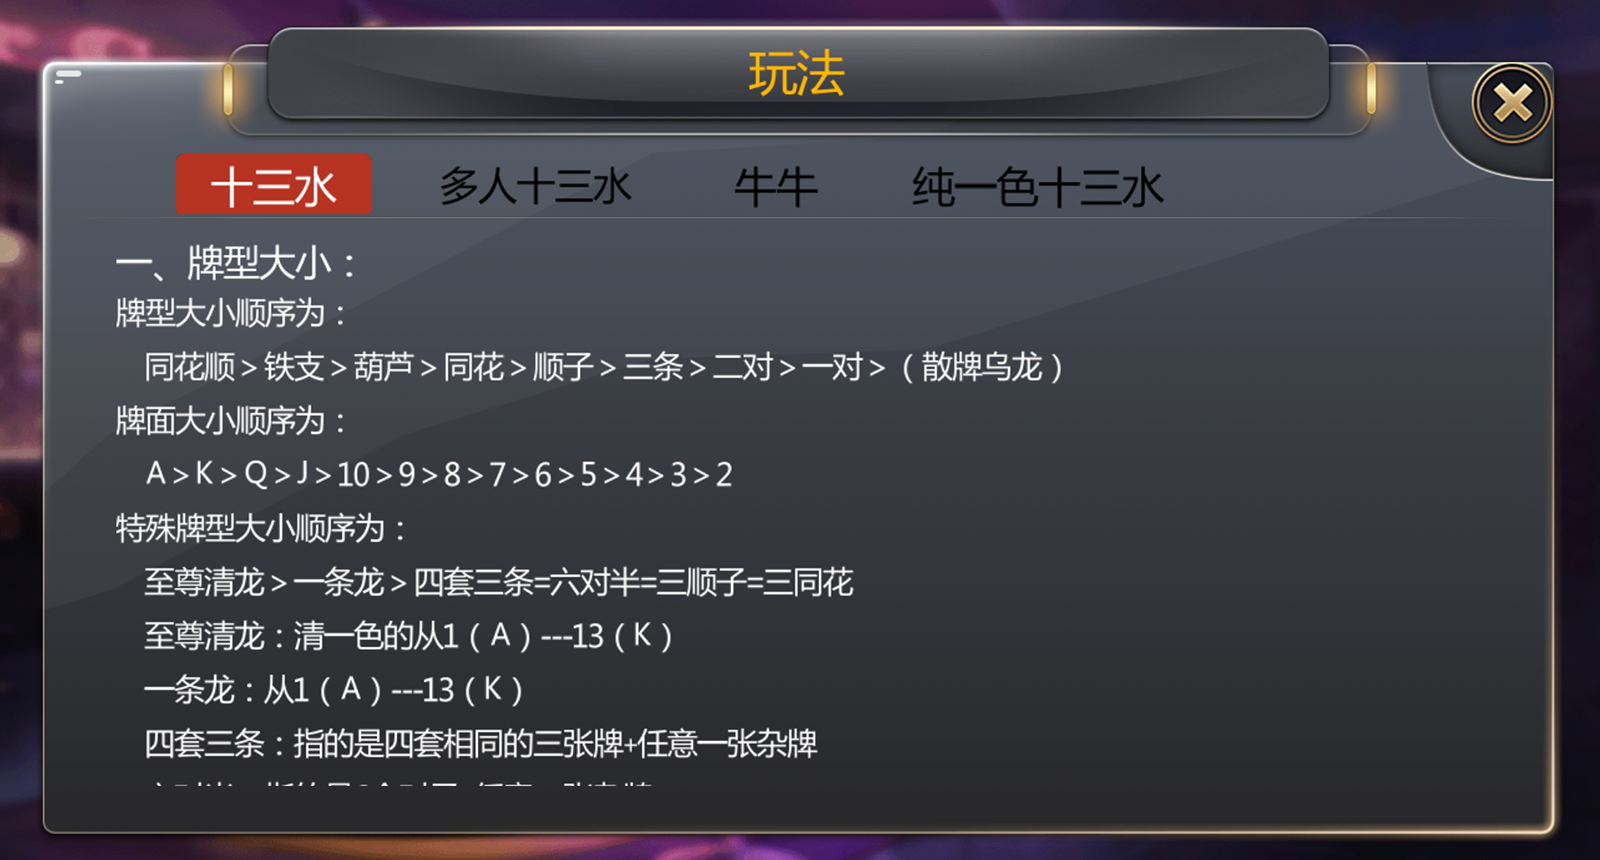 玩法
十三水 多人十三水 牛牛 纯一色十三水
一、牌型大小：
牌型大小顺序为：
同花顺>铁支>葫芦>同花>顺子>三条>二对>一对>（散牌乌龙）
牌面大小顺序为：
A>K>Q>J>10>9>8>7>6>5>4>3>2
特殊牌型大小顺序为：
至尊清龙>一条龙>四套三条=六对半=三顺子=三同花
至尊清龙：清一色的从1（A）---13（K）
一条龙：从1（A）---13（K）
四套三条：指的是四套相同的三张牌+任意一张杂牌